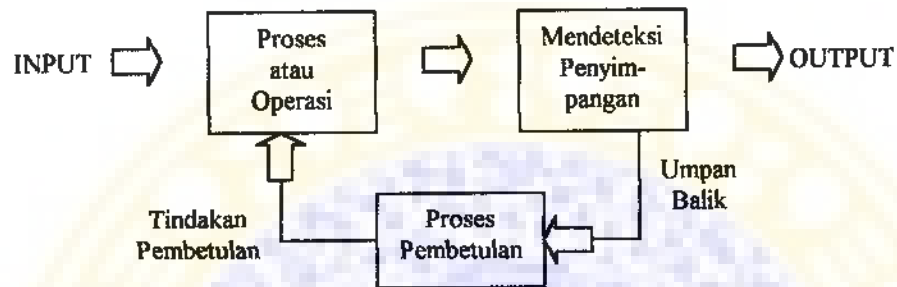 INPUT
Proses
atau
Operasi
Mendeteksi
Penyim-
pangan
OUTPUT
Umpan
Balik
Tindakan
Pembetulan
Proses
Pembetulan